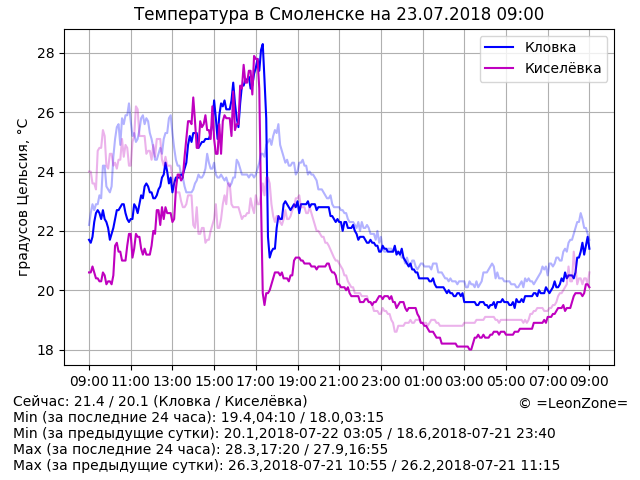 Температура в Смоленске на 23.07.2018 09:00
Кловка
Киселёвка
градусов Цельсия, °C
28
26
24
22
20
18
09:00 11:00 13:00 15:00 17:00 19:00 21:00 23:00 01:00 03:00 05:00 07:00 09:00
Сейчас: 21.4 / 20.1 (Кловка / Киселёвка)
© =LeonZone=
Min (за последние 24 часа): 19.4,04:10 / 18.0,03:15
Min (за предыдущие сутки): 20.1,2018-07-22 03:05 / 18.6,2018-07-21 23:40
Max (за последние 24 часа): 28.3,17:20 / 27.9,16:55
Max (за предыдущие сутки): 26.3,2018-07-21 10:55 / 26.2,2018-07-21 11:15